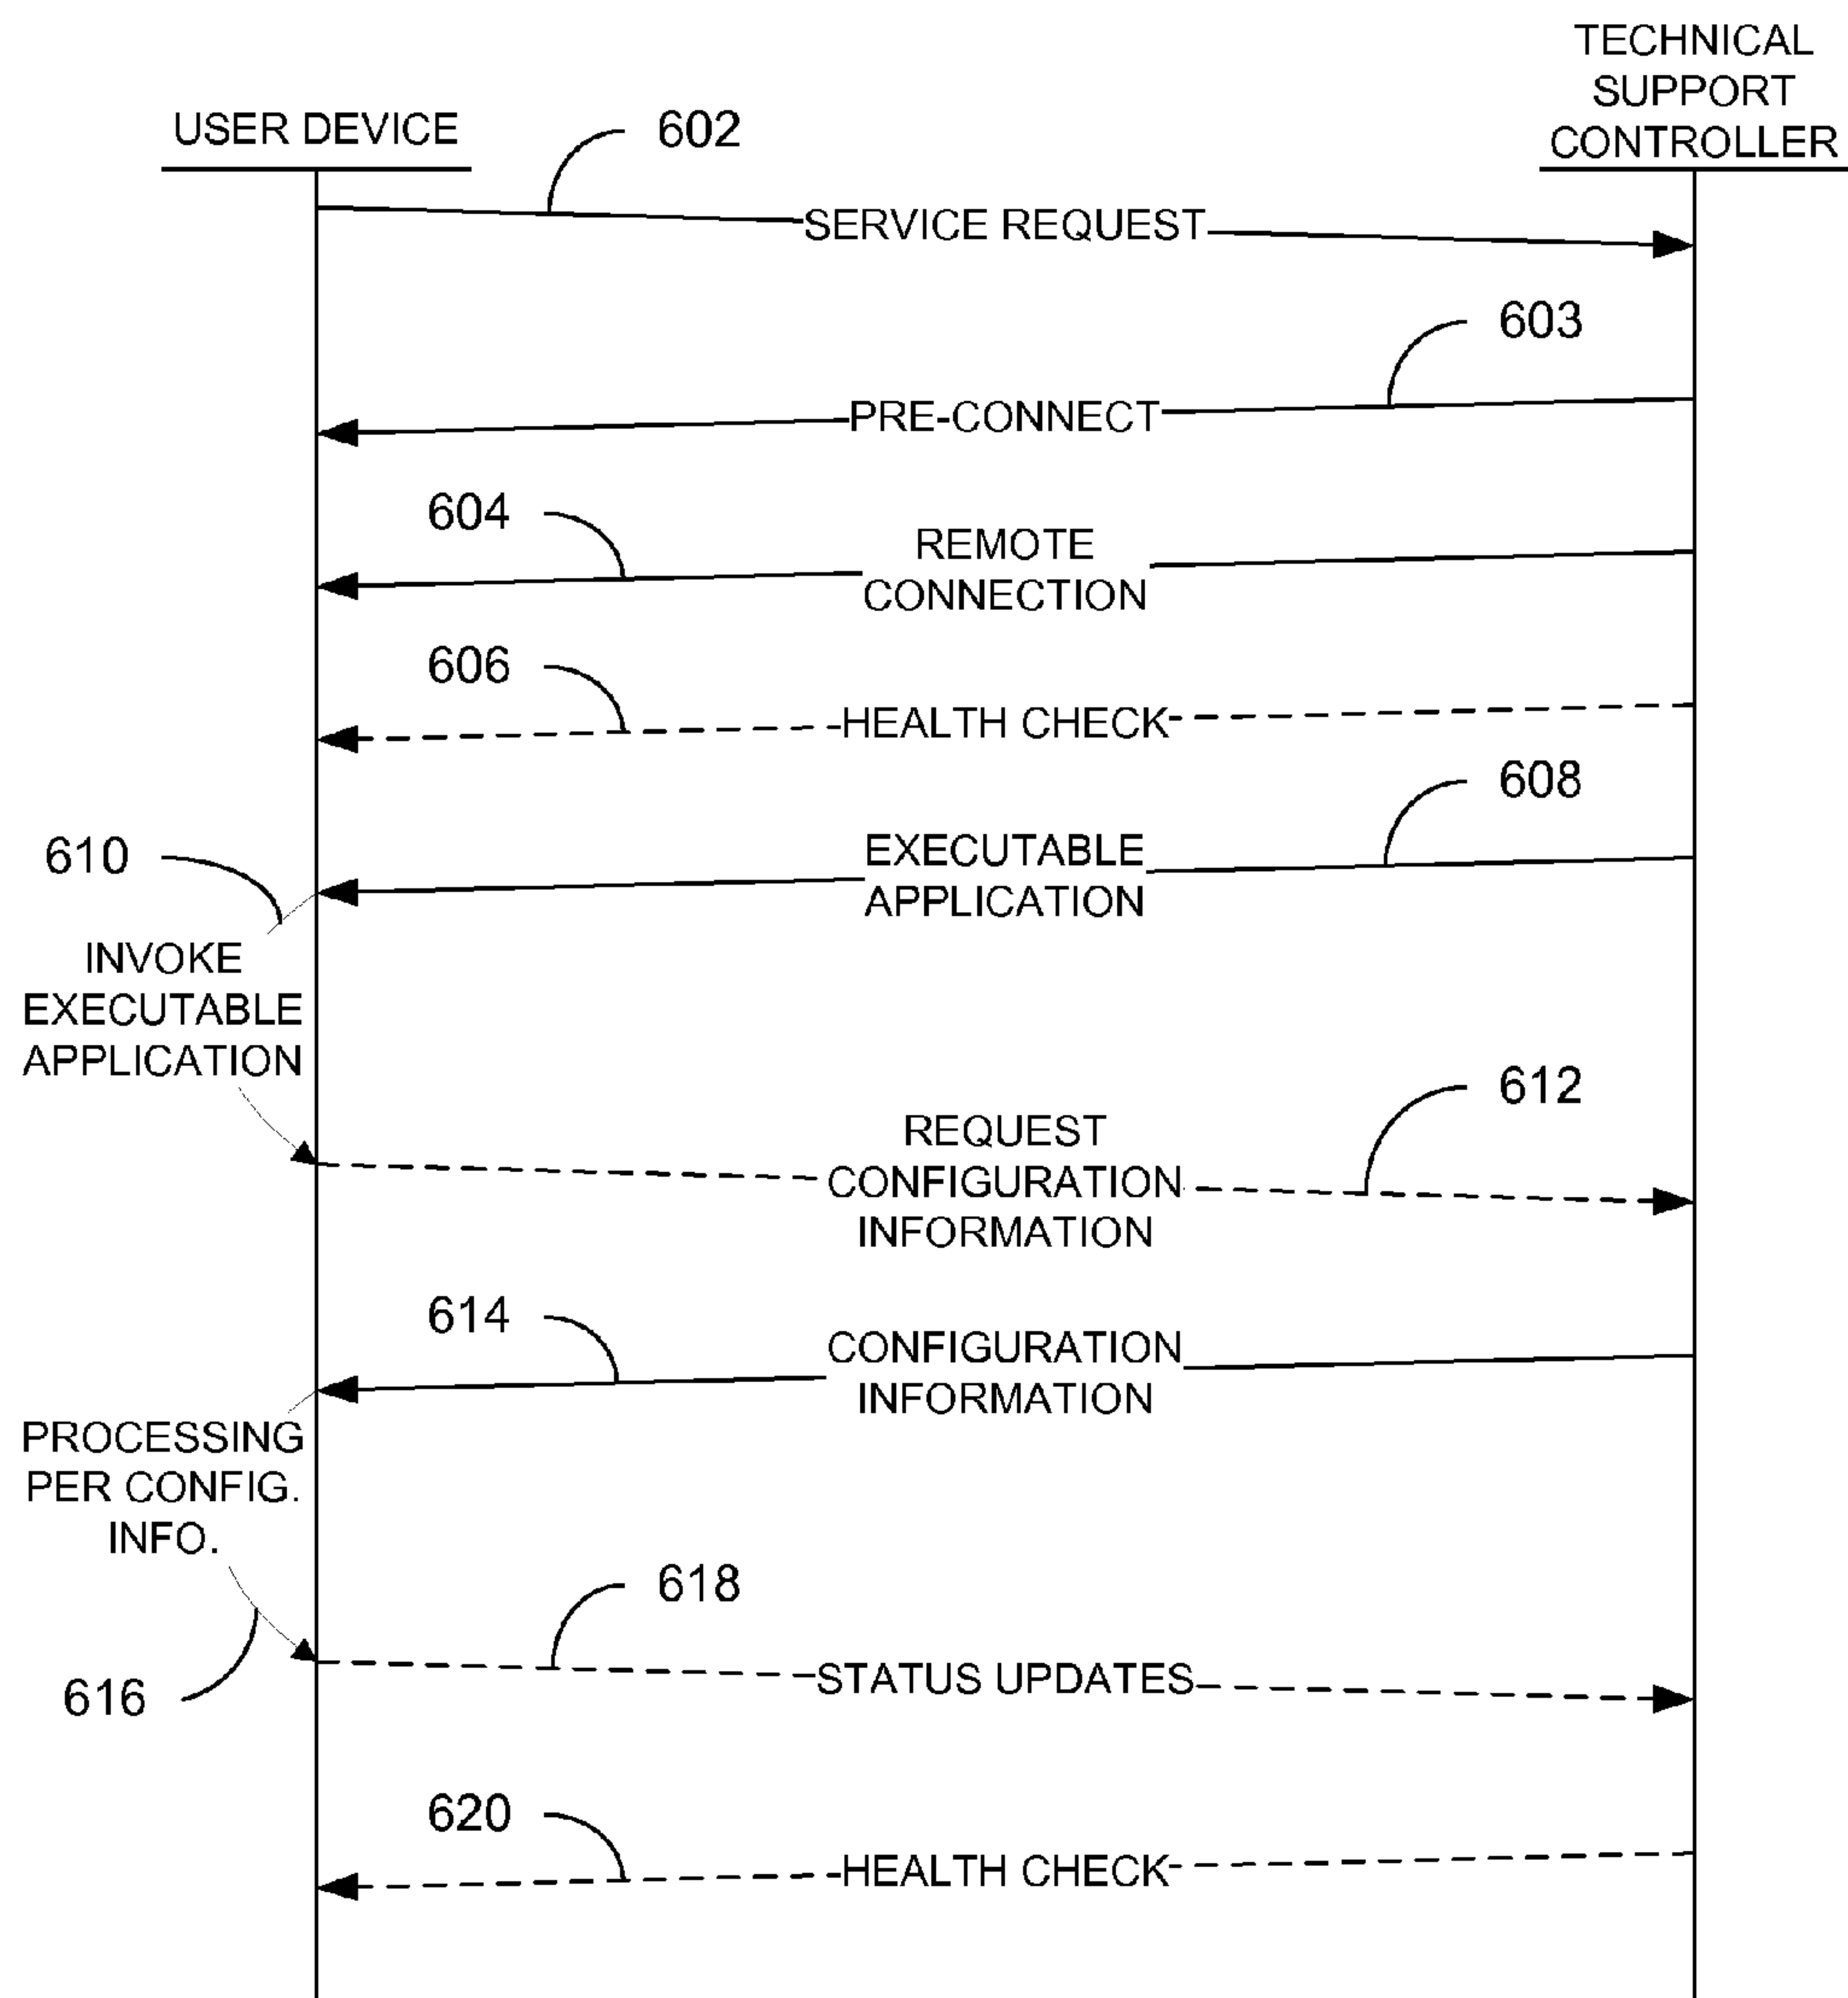 TECHNICAL
SUPPORT
CONTROLLER
USER DEVICE
602
SERVICE REQUEST
603
PRE-CONNECT
604
REMOTE
CONNECTION
606
HEALTH CHECK
608
EXECUTABLE
APPLICATION
610
INVOKE
EXECUTABLE
APPLICATION
612
REQUEST
CONFIGURATION
INFORMATION
614
CONFIGURATION
INFORMATION
PROCESSING
PER CONFIG.
INFO.
616
618
STATUS UPDATES
620
HEALTH CHECK